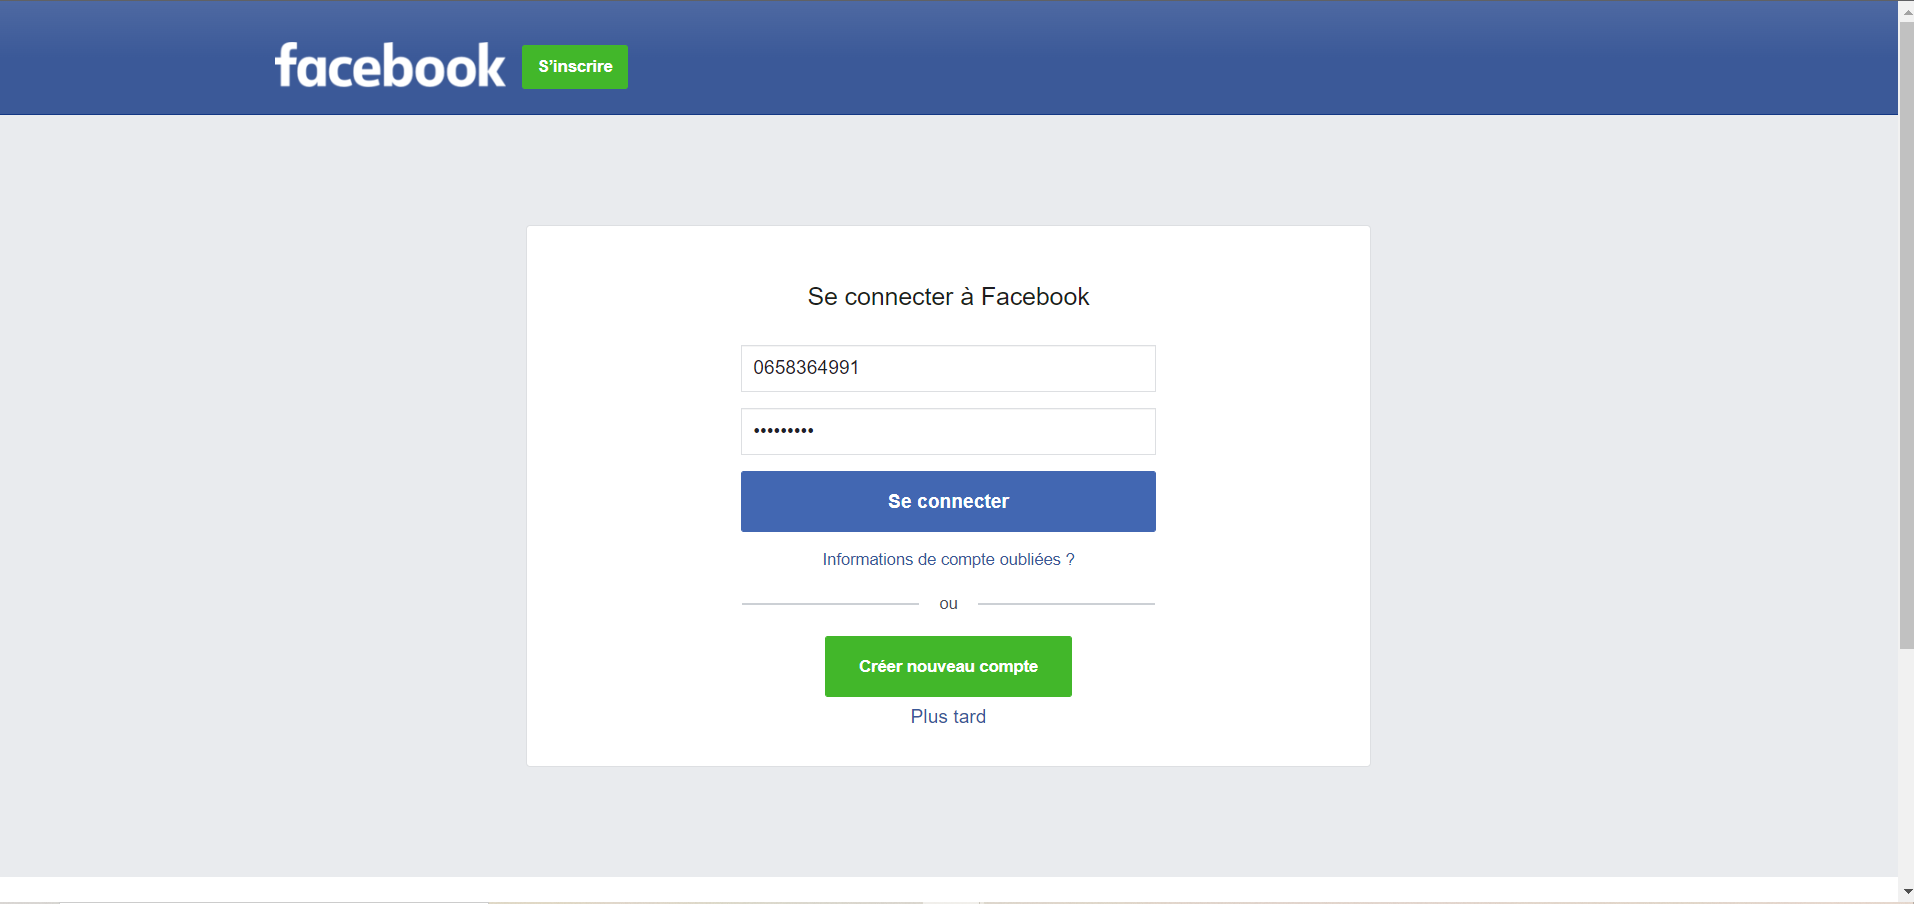 facebook
S'inscrire
Se connecter à Facebook
0658364991
•••••••••
Se connecter
Informations de compte oubliées ?
ou
Créer nouveau compte
Plus tard